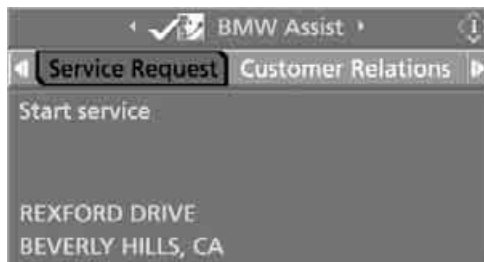 BMW Assist
Service Request Customer Relations
Start service
REXFORD DRIVE
BEVERLY HILLS, CA